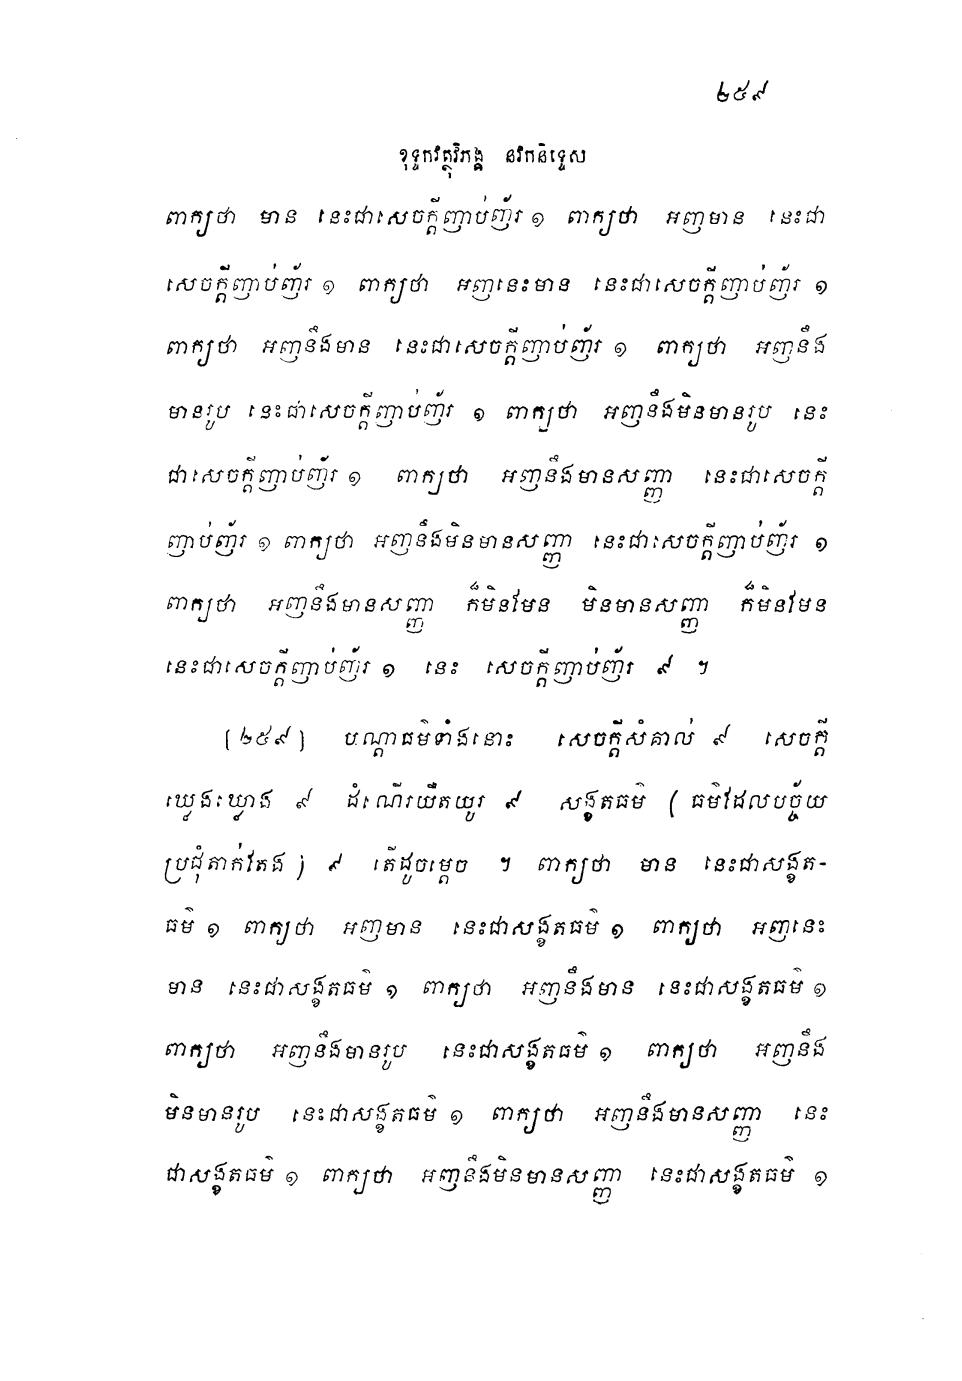 ២៥៩
ខុទ្ទកវត្ថុវិភង្គ នវកនិទ្ទេស
ពាក្យថា មាន នេះជាសេចក្តីញាប់ញ័រ ១ ពាក្យថា អញមាន នេះជា
សេចក្តីញាប់ញ័រ ១ ពាក្យថា អញនេះមាន នេះជាសេចក្តីញាប់ញ័រ ១
ពាក្យថា អញនឹងមាន នេះជាសេចក្តីញាប់ញ័រ ១ ពាក្យថា អញនឹង
មានរូប នេះជាសេចក្តីញាប់ញ័រ ១ ពាក្យថា អញនឹងមិនមានរូប នេះ
ជាសេចក្តីញាប់ញ័រ ១ ពាក្យថា អញនឹងមានសញ្ញា នេះជាសេចក្តី
ញាប់ញ័រ ១ ពាក្យថា អញនឹងមិនមានសញ្ញា នេះជាសេចក្តីញាប់ញ័រ ១
ពាក្យថា អញនឹងមានសញ្ញា ក៏មិនមែន មិនមានសញ្ញា ក៏មិនមែន
នេះជាសេចក្តីញាប់ញ័រ ១ នេះ សេចក្តីញាប់ញ័រ ៩ ។
(២៥៩) បណ្តាធម៌ទាំងនោះ សេចក្តីសំគាល់ ៩ សេចក្តី
ឃ្វេងឃ្វាង ៩ ដំណើរយឺតយូរ ៩ សង្ខតធម៌ (ធម៌ដែលបច្ច័យ
ប្រជុំតាក់តែង) ៩ តើដូចម្តេច ។ ពាក្យថា មាន នេះជាសង្ខត-
ធម៌ ១ ពាក្យថា អញមាន នេះជាសង្ខតធម៌ ១ ពាក្យថា អញនេះ
មាន នេះជាសង្ខតធម៌ ១ ពាក្យថា អញនឹងមាន នេះជាសង្ខតធម៌ ១
ពាក្យថា អញនឹងមានរូប នេះជាសង្ខតធម៌ ១ ពាក្យថា អញនឹង
មិនមានរូប នេះជាសង្ខតធម៌ ១ ពាក្យថា អញនឹងមានសញ្ញា នេះ
ជាសង្ខតធម៌ ១ ពាក្យថា អញនឹងមិនមានសញ្ញា នេះជាសង្ខតធម៌ ១